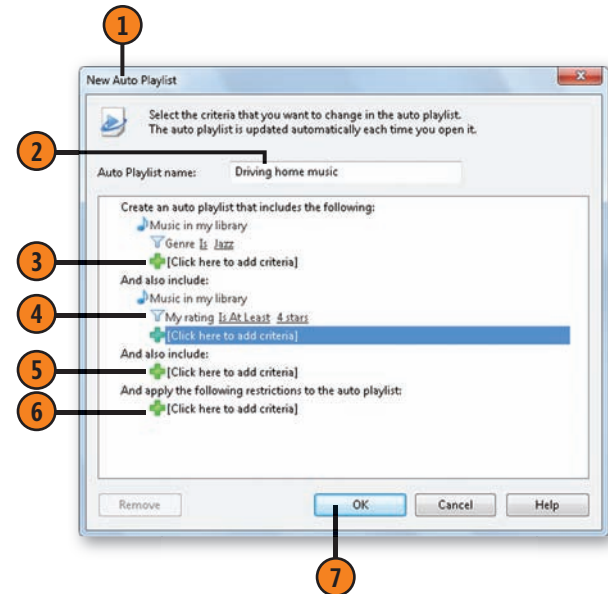 1
New Auto Playlist
Select the criteria that you want to change in the auto playlist.
The auto playlist is updated automatically each time you open it.
2
Auto Playlist name: Driving home music
Create an auto playlist that includes the following:
Music in my library
Genre Is Jazz
3
[Click here to add criteria]
And also include:
Music in my library
4
My rating Is At Least 4 stars
[Click here to add criteria]
And also include:
5
[Click here to add criteria]
And apply the following restrictions to the auto playlist:
6
[Click here to add criteria]
Remove OK Cancel Help
7